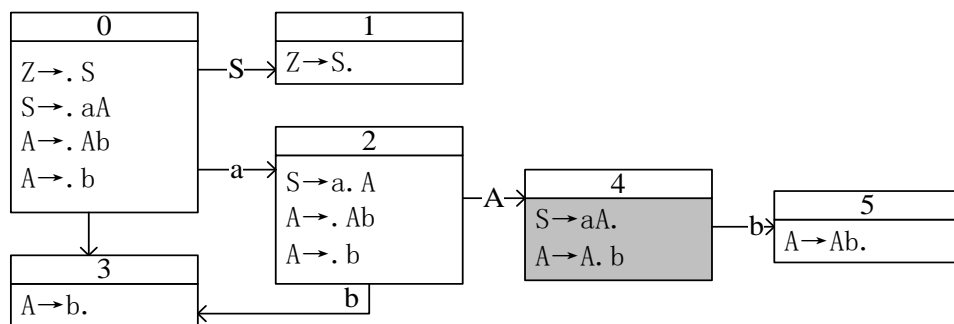 0
Z→.S
S→.aA
A→.Ab
A→.b
S
1
Z→S.
a
2
S→a.A
A→.Ab
A→.b
A
4
S→aA.
A→A.b
b
5
A→Ab.
3
A→b.
b